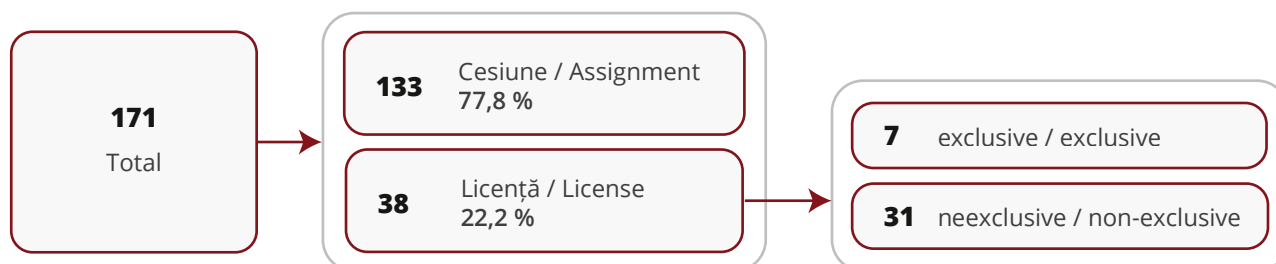 171
Total
133
Cesiune / Assignment
77,8 %
38
Licență / License
22,2 %
7 exclusive / exclusive
31 neexclusive / non-exclusive